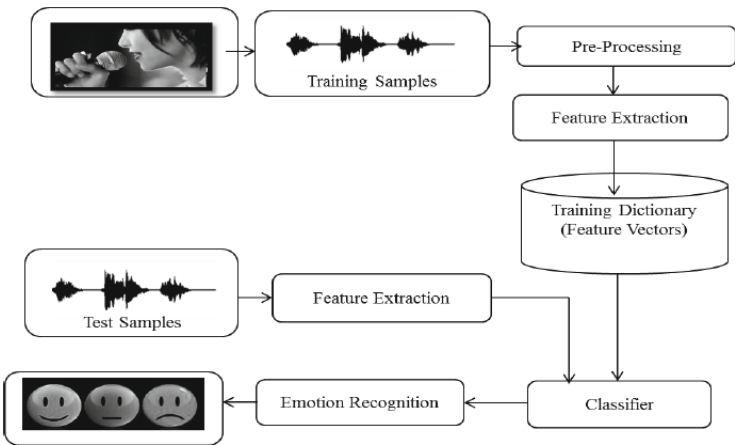 Training Samples
Pre-Processing
Feature Extraction
Training Dictionary
(Feature Vectors)
Test Samples
Feature Extraction
Emotion Recognition
Classifier